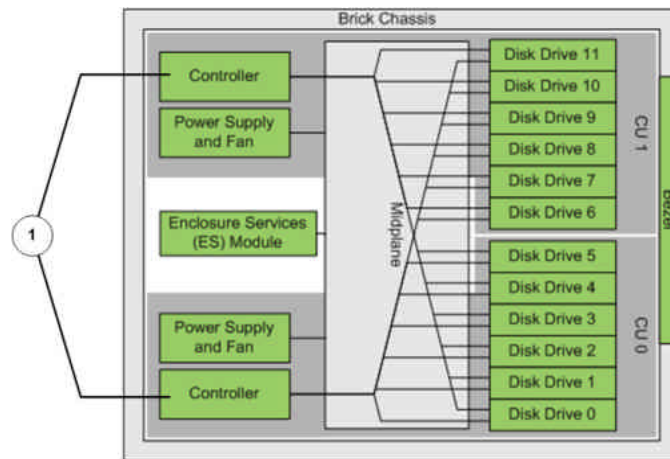 Brick Chassis
Controller
Power Supply
and Fan
Enclosure Services
(ES) Module
Power Supply
and Fan
Controller
1
Midplane
Disk Drive 11
Disk Drive 10
Disk Drive 9
Disk Drive 8
Disk Drive 7
Disk Drive 6
CU 1
Disk Drive 5
Disk Drive 4
Disk Drive 3
Disk Drive 2
Disk Drive 1
Disk Drive 0
CU 0
Bezel